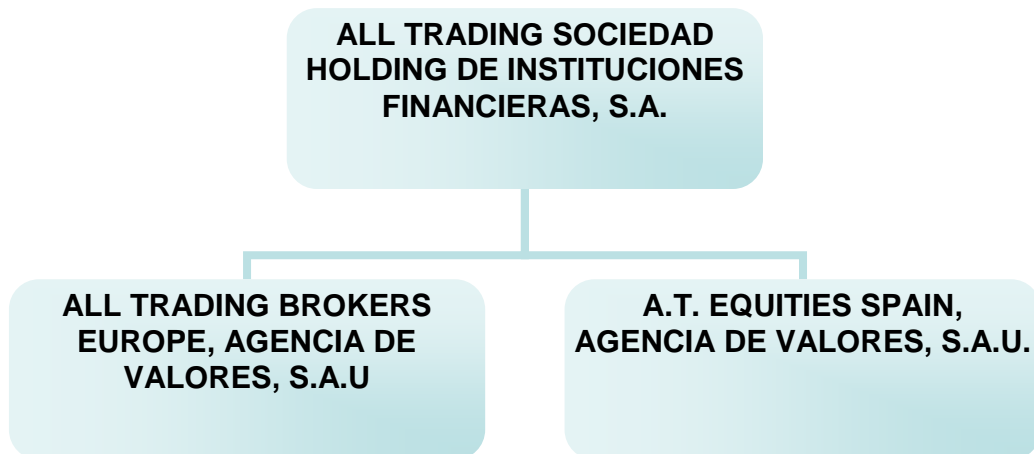 ALL TRADING SOCIEDAD
HOLDING DE INSTITUCIONES
FINANCIERAS, S.A.
ALL TRADING BROKERS
EUROPE, AGENCIA DE
VALORES, S.A.U
A.T. EQUITIES SPAIN,
AGENCIA DE VALORES, S.A.U.